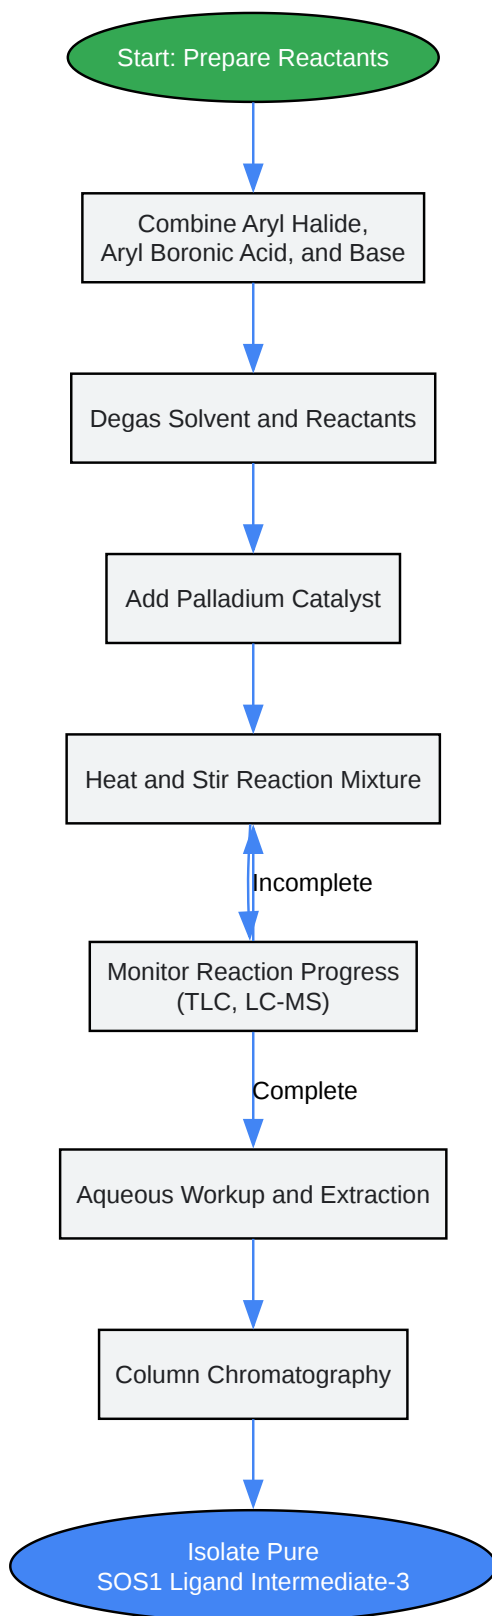 Start: Prepare Reactants
Combine Aryl Halide,
Aryl Boronic Acid, and Base
Degas Solvent and Reactants
Add Palladium Catalyst
Heat and Stir Reaction Mixture
Incomplete
Monitor Reaction Progress
(TLC, LC-MS)
Complete
Aqueous Workup and Extraction
Column Chromatography
Isolate Pure
SOS1 Ligand Intermediate-3